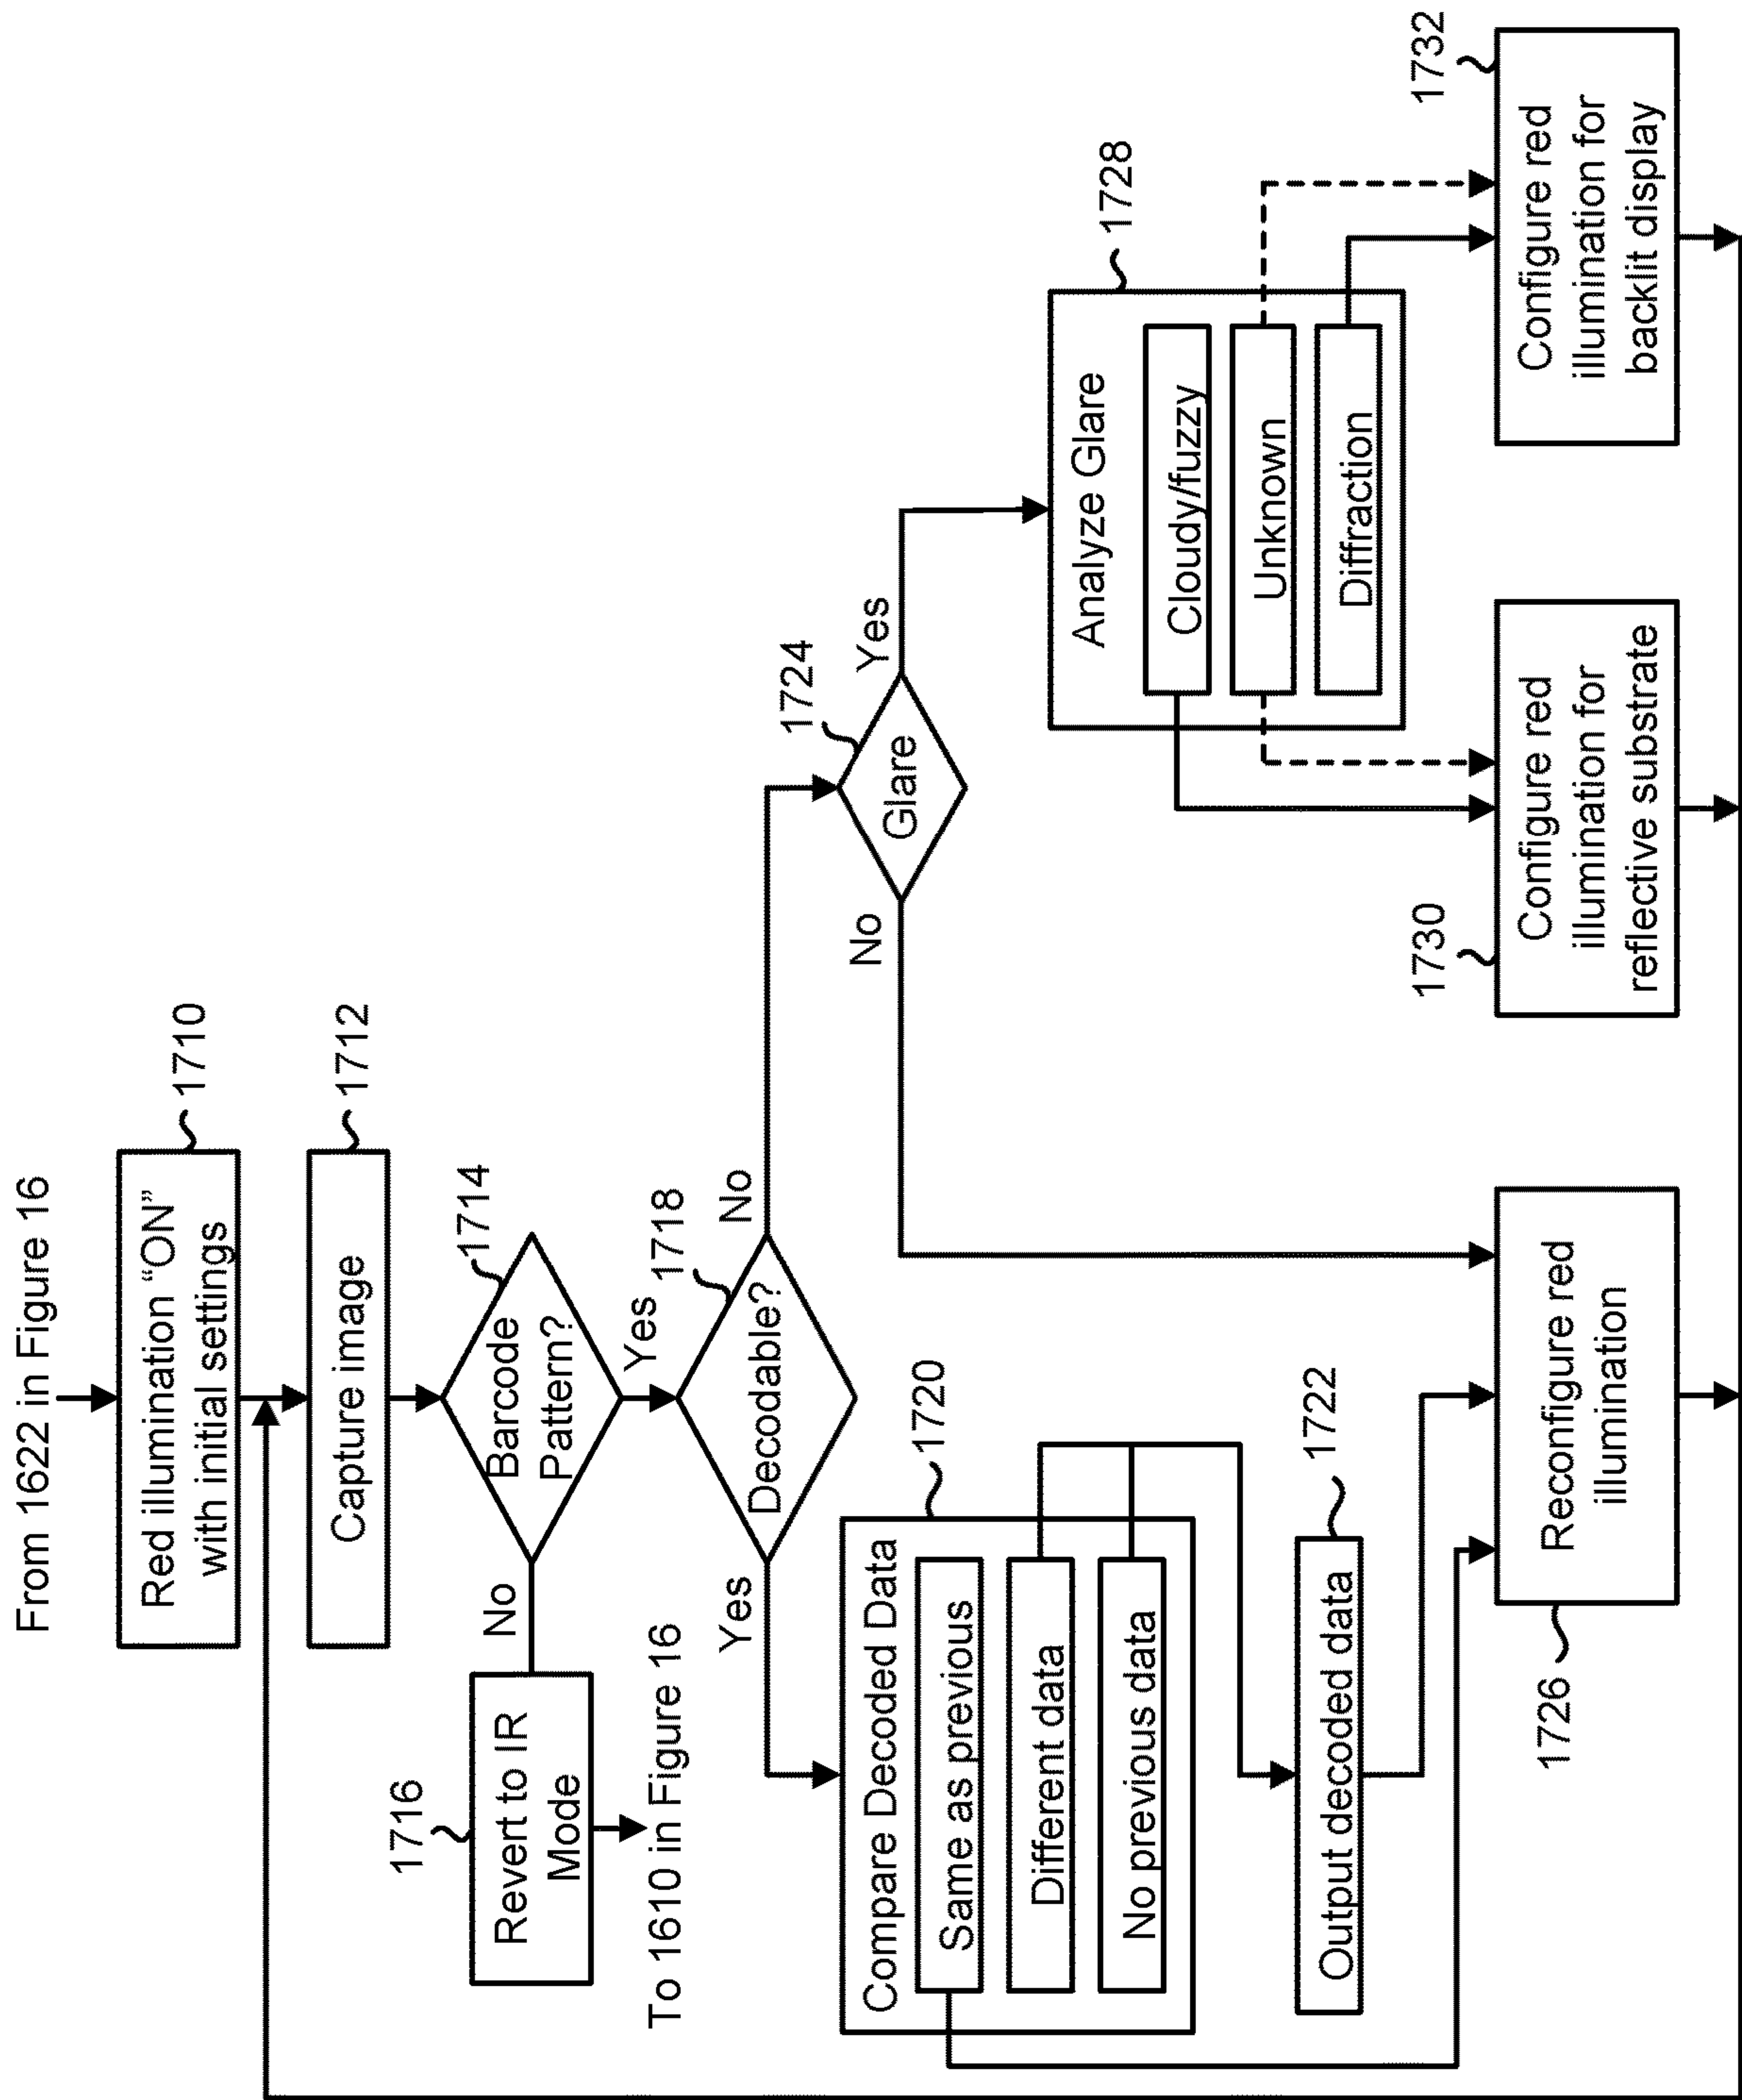 From 1622 in Figure 16
Red illumination “ON”
with initial settings
1710
Capture image
1712
Barcode
Pattern?
1714
No
Yes
Revert to IR
Mode
1716
To 1610 in Figure 16
Decodable?
1718
Yes
No
Compare Decoded Data
Same as previous
Different data
No previous data
1720
Output decoded data
1722
Glare
1724
No
Yes
Analyze Glare
Cloudy/fuzzy
Unknown
Diffraction
1728
Reconfigure red
illumination
1726
Configure red
illumination for
reflective substrate
1730
Configure red
illumination for
backlit display
1732